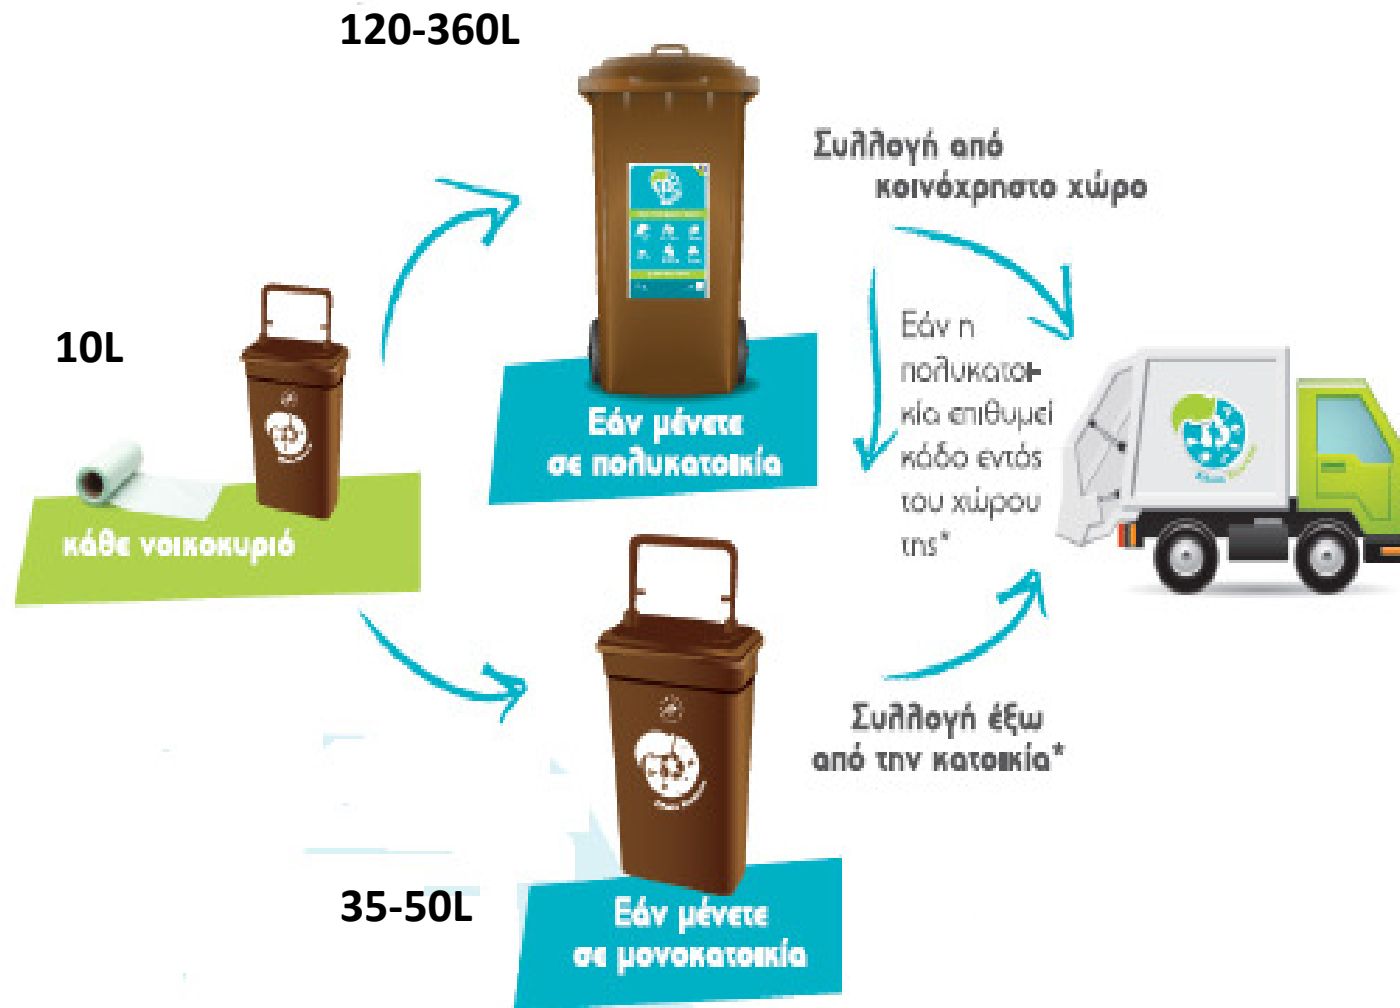 120-360L
Συλλογή από
κοινόχρηστο χώρο
10L
Εάν η
πολυκατοι-
κία επιθυμεί
κάδο εντός
του χώρου
της*
Εάν μένετε
σε πολυκατοικία
κάθε νοικοκυριό
Συλλογή έξω
από την κατοικία*
35-50L
Εάν μένετε
σε μονοκατοικία